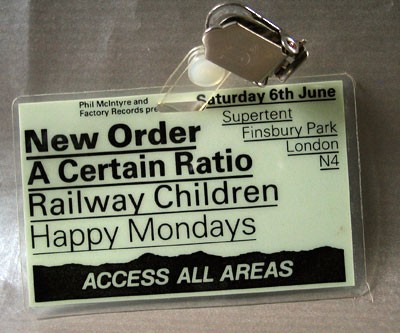 Phil McIntyre and
Factory Records pre
Saturday 6th June
Supertent
Finsbury Park
London
N4
New Order
A Certain Ratio
Railway Children
Happy Mondays
ACCESS ALL AREAS